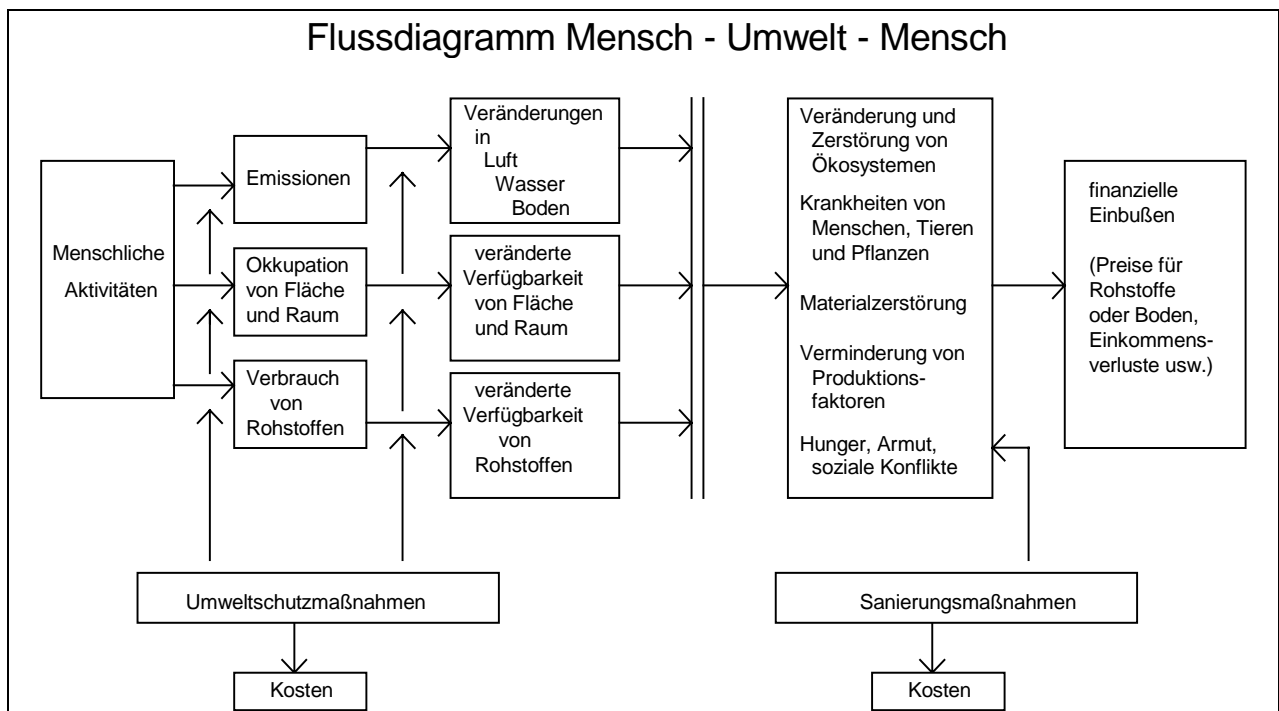 Flussdiagramm Mensch - Umwelt - Mensch
Menschliche
Aktivitäten
Emissionen
Okkupation
von Fläche
und Raum
Verbrauch
von
Rohstoffen
Veränderungen
in
Luft
Wasser
Boden
veränderte
Verfügbarkeit
von Fläche
und Raum
veränderte
Verfügbarkeit
von
Rohstoffen
Veränderung und
Zerstörung von
Ökosystemen
Krankheiten von
Menschen, Tieren
und Pflanzen
Materialzerstörung
Verminderung von
Produktions-
faktoren
Hunger, Armut,
soziale Konflikte
finanzielle
Einbußen
(Preise für
Rohstoffe
oder Boden,
Einkommens-
verluste usw.)
Umweltschutzmaßnahmen
Kosten
Sanierungsmaßnahmen
Kosten